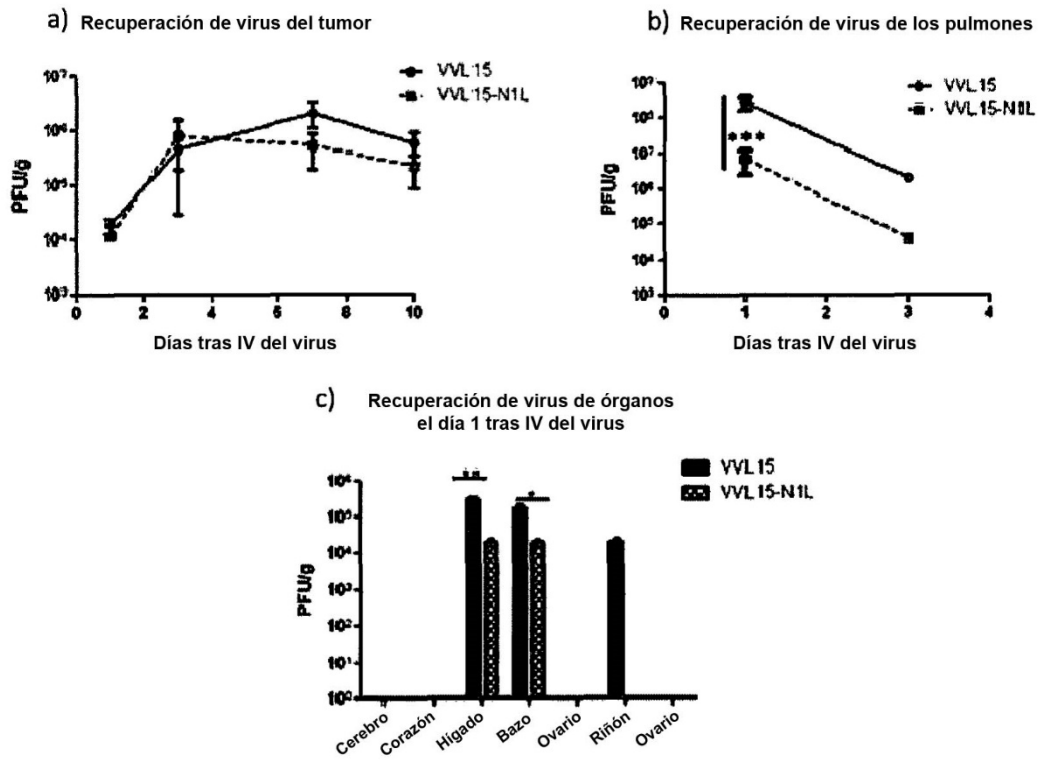 a) Recuperación de virus del tumor
VVL15
VVL15-N1L
PFU/g
10⁷
10⁶
10⁵
10⁴
10³
0 2 4 6 8 10
Días tras IV del virus
b) Recuperación de virus de los pulmones
VVL15
VVL15-N1L
PFU/g
10⁹
10⁸
10⁷
10⁶
10⁵
10⁴
10³
***
0 1 2 3 4
Días tras IV del virus
c) Recuperación de virus de órganos
el día 1 tras IV del virus
VVL15
VVL15-N1L
PFU/g
10⁶
10⁵
10⁴
10³
10²
10¹
10⁰
**
*
Cerebro
Corazón
Hígado
Bazo
Ovario
Riñón
Ovario